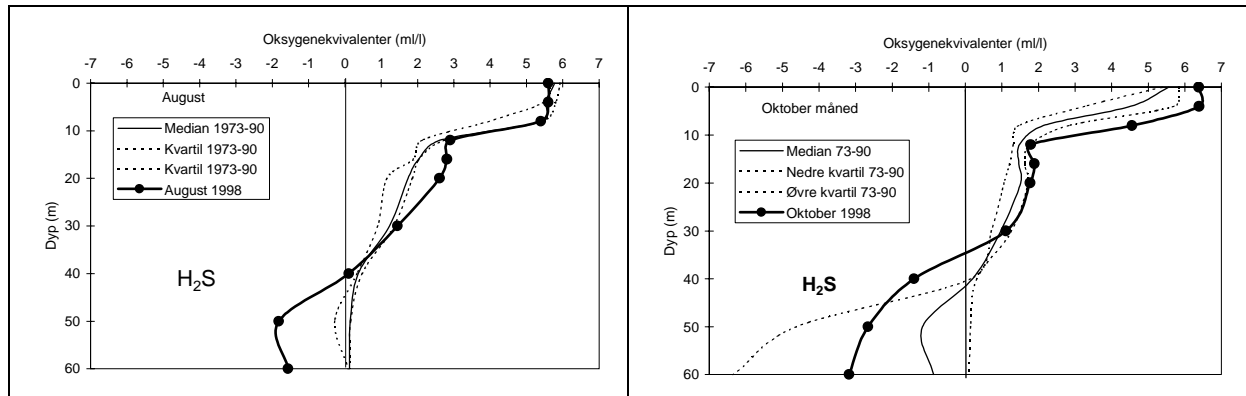 Oksygenekvivalenter (ml/l)
-7 -6 -5 -4 -3 -2 -1 0 1 2 3 4 5 6 7
0
10
20
30
40
50
60
Dyp (m)
August
Median 1973-90
Kvartil 1973-90
Kvartil 1973-90
August 1998
H₂S
Oksygenekvivalenter (ml/l)
-7 -6 -5 -4 -3 -2 -1 0 1 2 3 4 5 6 7
0
10
20
30
40
50
60
Dyp (m)
Oktober måned
Median 73-90
Nedre kvartil 73-90
Øvre kvartil 73-90
Oktober 1998
H₂S